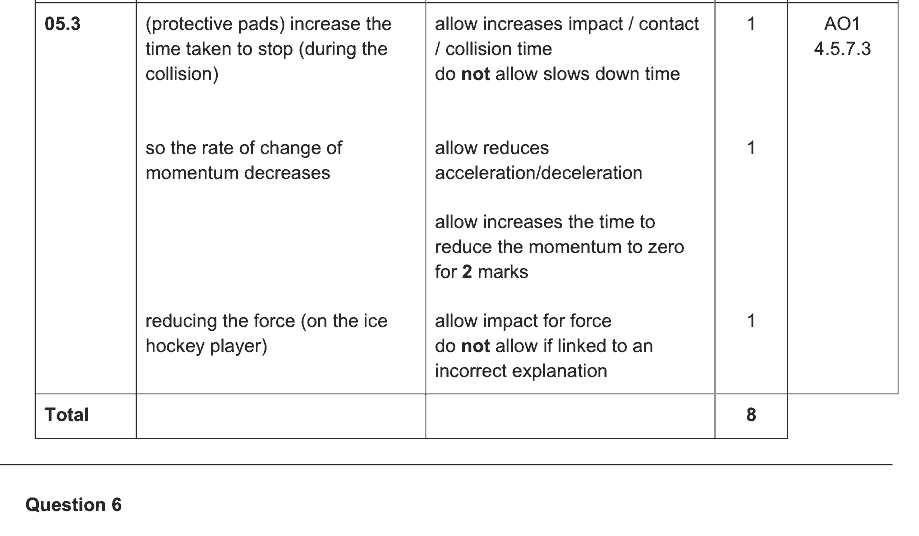 05.3
(protective pads) increase the
time taken to stop (during the
collision)
allow increases impact / contact
/ collision time
do not allow slows down time
1
AO1
4.5.7.3
so the rate of change of
momentum decreases
allow reduces
acceleration/deceleration
1
allow increases the time to
reduce the momentum to zero
for 2 marks
reducing the force (on the ice
hockey player)
allow impact for force
do not allow if linked to an
incorrect explanation
1
Total
8
Question 6